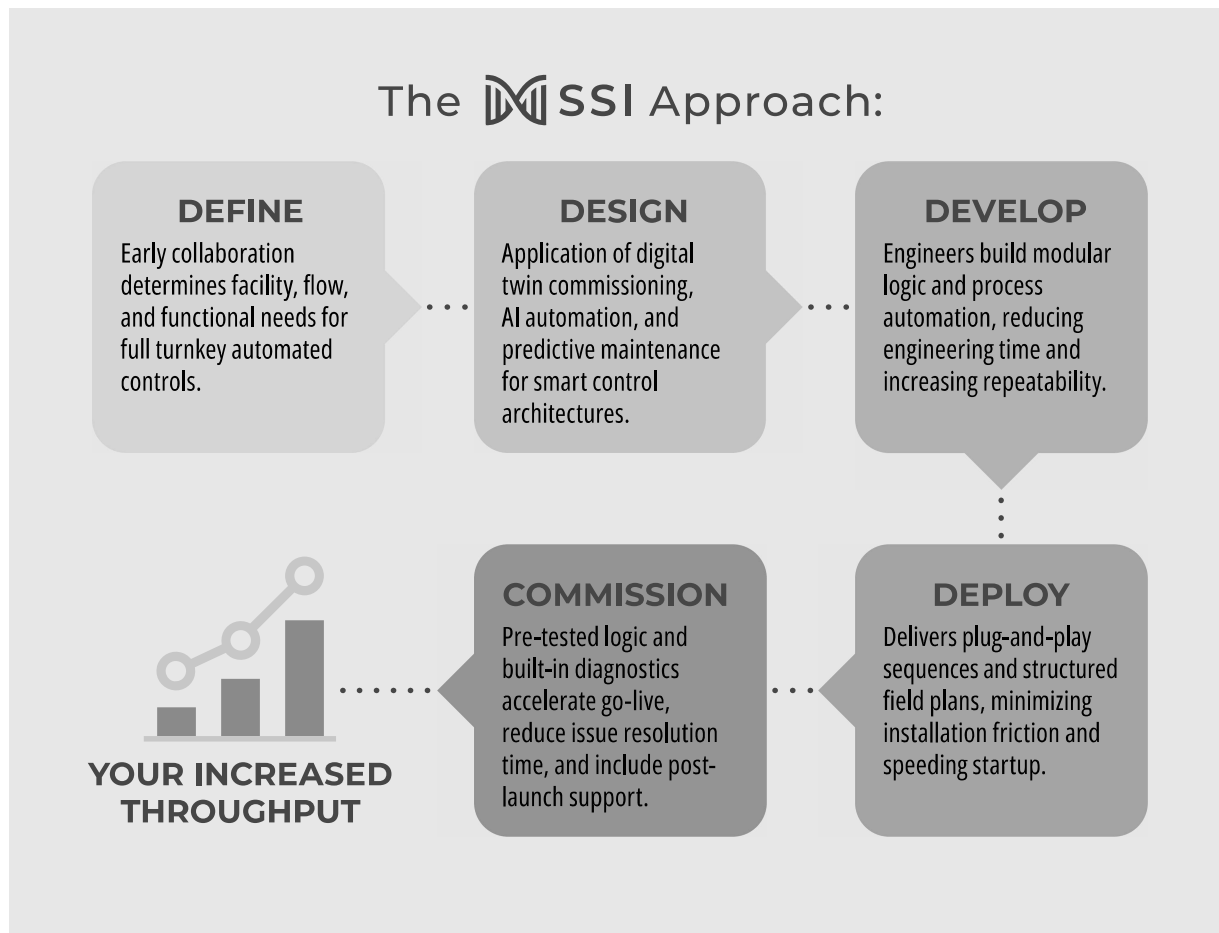 The SSI Approach:
DEFINE
Early collaboration
determines facility, flow,
and functional needs for
full turnkey automated
controls.
DESIGN
Application of digital
twin commissioning,
AI automation, and
predictive maintenance
for smart control
architectures.
DEVELOP
Engineers build modular
logic and process
automation, reducing
engineering time and
increasing repeatability.
DEPLOY
Delivers plug-and-play
sequences and structured
field plans, minimizing
installation friction and
speeding startup.
COMMISSION
Pre-tested logic and
built-in diagnostics
accelerate go-live,
reduce issue resolution
time, and include post-
launch support.
YOUR INCREASED
THROUGHPUT